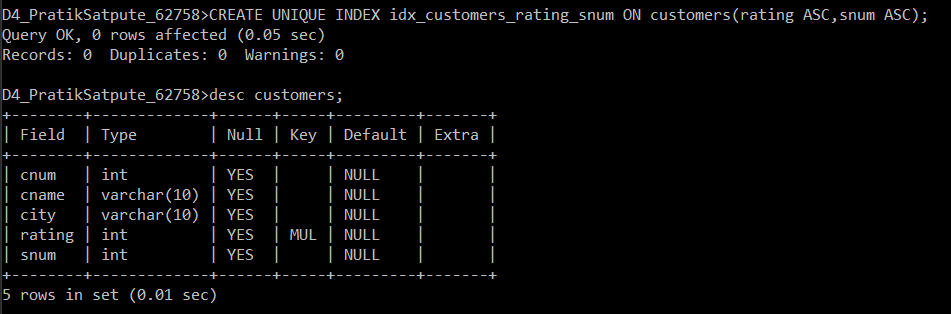 D4_PratikSatpute_62758>CREATE UNIQUE INDEX idx_customers_rating_snum ON customers(rating ASC,snum ASC);
Query OK, 0 rows affected (0.05 sec)
Records: 0  Duplicates: 0  Warnings: 0

D4_PratikSatpute_62758>desc customers;
+--------+-------------+------+-----+---------+-------+
| Field  | Type        | Null | Key | Default | Extra |
+--------+-------------+------+-----+---------+-------+
| cnum   | int         | YES  |     | NULL    |       |
| cname  | varchar(10) | YES  |     | NULL    |       |
| city   | varchar(10) | YES  |     | NULL    |       |
| rating | int         | YES  | MUL | NULL    |       |
| snum   | int         | YES  |     | NULL    |       |
+--------+-------------+------+-----+---------+-------+
5 rows in set (0.01 sec)